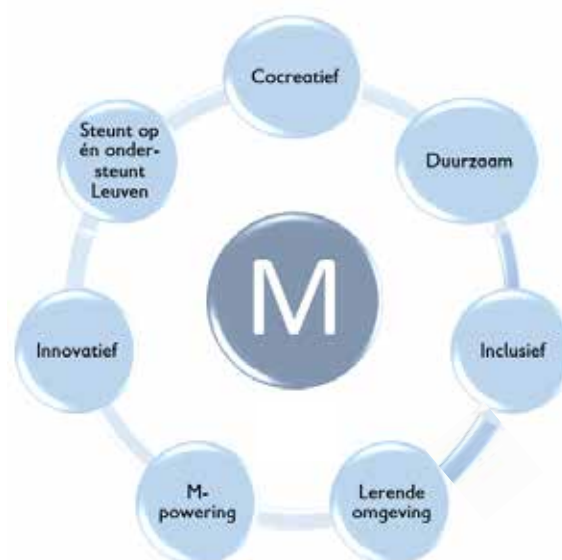 Cocreatief
Duurzaam
Inclusief
Lerende
omgeving
M-
powering
Innovatief
Steunt op
én onder-
steunt
Leuven
M